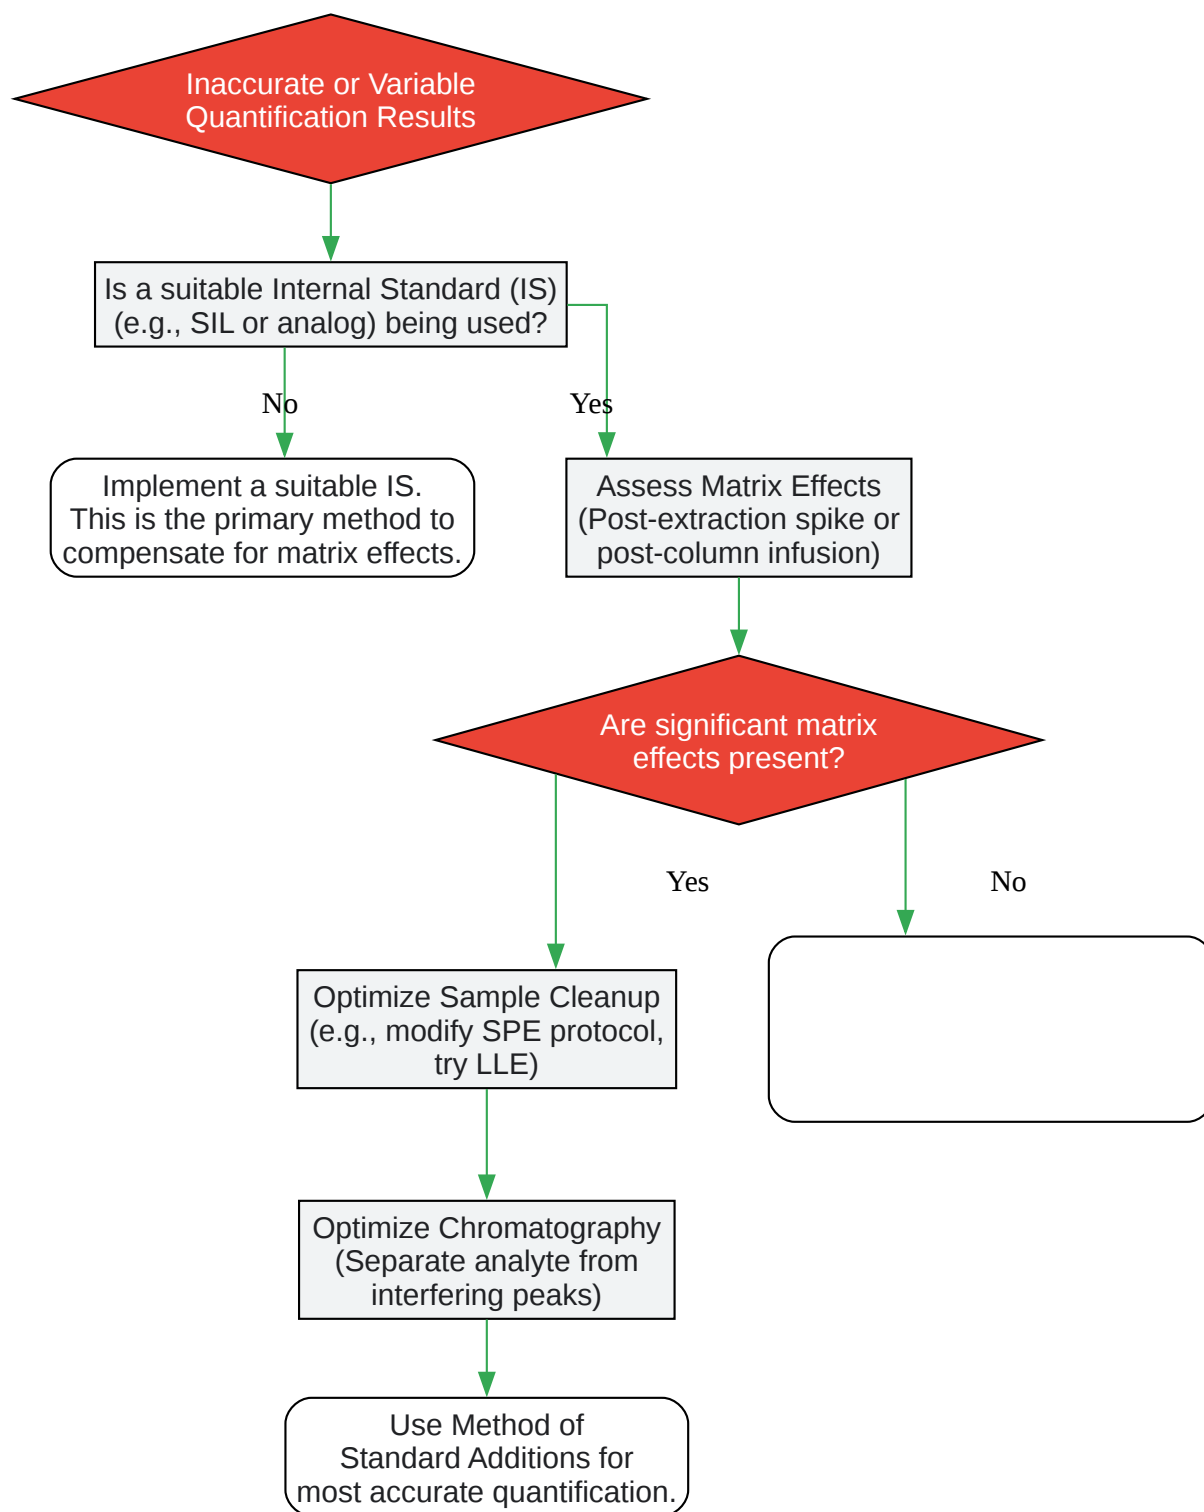 Inaccurate or Variable
Quantification Results
Is a suitable Internal Standard (IS)
(e.g., SIL or analog) being used?
No
Yes
Implement a suitable IS.
This is the primary method to
compensate for matrix effects.
Assess Matrix Effects
(Post-extraction spike or
post-column infusion)
Are significant matrix
effects present?
Yes
No
Optimize Sample Cleanup
(e.g., modify SPE protocol,
try LLE)
Optimize Chromatography
(Separate analyte from
interfering peaks)
Use Method of
Standard Additions for
most accurate quantification.